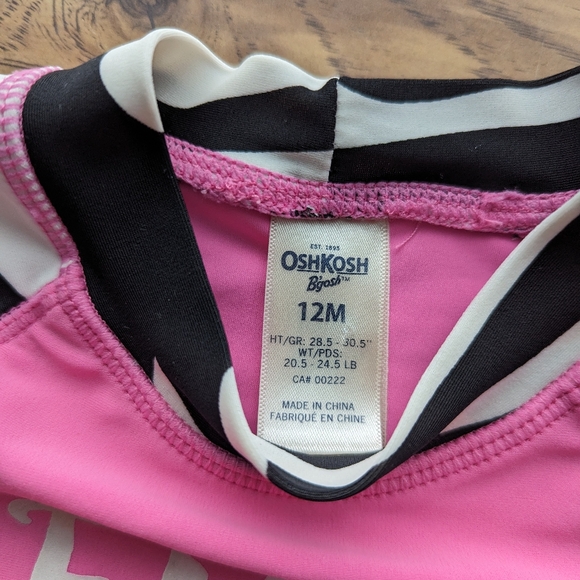 EST. 1895
OSHKOSH
B'gosh™
12M
HT/GR: 28.5 - 30.5"
WT/PDS:
20.5 - 24.5 LB
CA# 00222
MADE IN CHINA
FABRIQUÉ EN CHINE